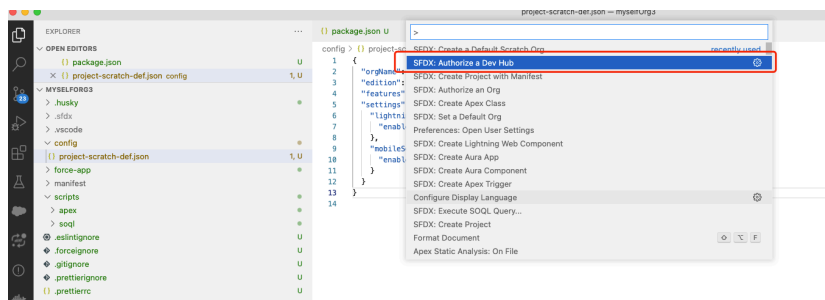 project-scratch-def.json — myselfOrg3
EXPLORER
...
OPEN EDITORS
{} package.json U
{} project-scratch-def.json config 1, U
MYSELFORG3
.husky
.sfdx
.vscode
config
{} project-scratch-def.json 1, U
force-app
manifest
scripts
apex
soql
.eslintignore U
.forceignore U
.gitignore U
.prettierignore U
{} .prettierrc U
23
{} package.json U
config > {} project-sc
1 {
2 "orgName":
3 "edition":
4 "features"
5 "settings"
6 "lightni
7 "enabl
8 },
9 "mobileS
10 "enabl
11 }
12 }
13 }
14
>
SFDX: Create a Default Scratch Org... recently used
SFDX: Authorize a Dev Hub
SFDX: Create Project with Manifest
SFDX: Authorize an Org
SFDX: Create Apex Class
SFDX: Set a Default Org
Preferences: Open User Settings
SFDX: Create Lightning Web Component
SFDX: Create Aura App
SFDX: Create Aura Component
SFDX: Create Apex Trigger
Configure Display Language
SFDX: Execute SOQL Query...
SFDX: Create Project
Format Document ⇧ ⌥ F
Apex Static Analysis: On File